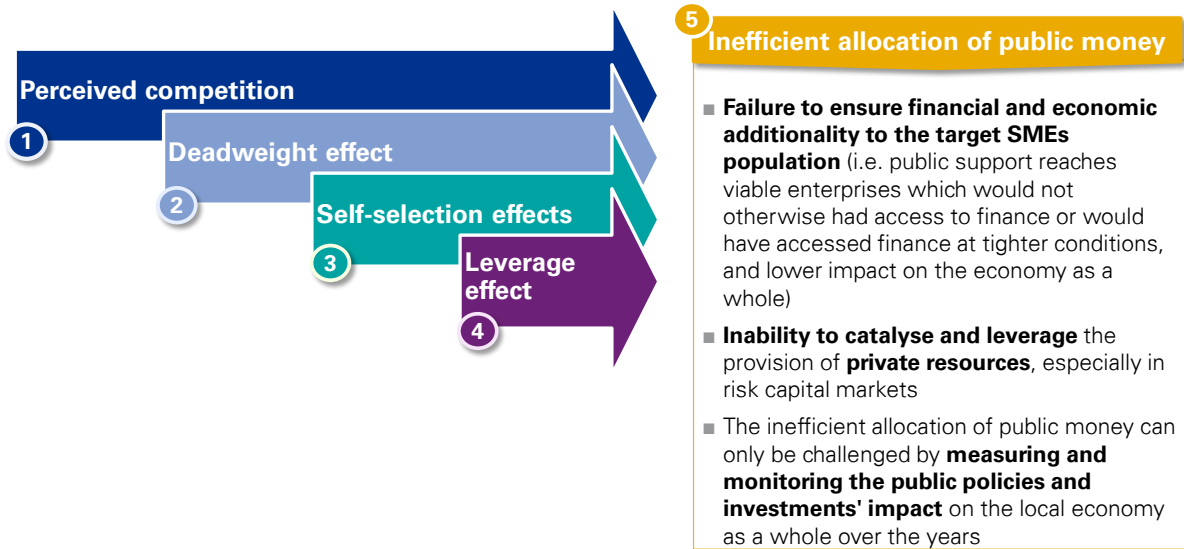 Perceived competition
1
Deadweight effect
2
Self-selection effects
3
Leverage
effect
4
5
Inefficient allocation of public money
■ Failure to ensure financial and economic
additionality to the target SMEs
population (i.e. public support reaches
viable enterprises which would not
otherwise had access to finance or would
have accessed finance at tighter conditions,
and lower impact on the economy as a
whole)
■ Inability to catalyse and leverage the
provision of private resources, especially in
risk capital markets
■ The inefficient allocation of public money can
only be challenged by measuring and
monitoring the public policies and
investments' impact on the local economy
as a whole over the years